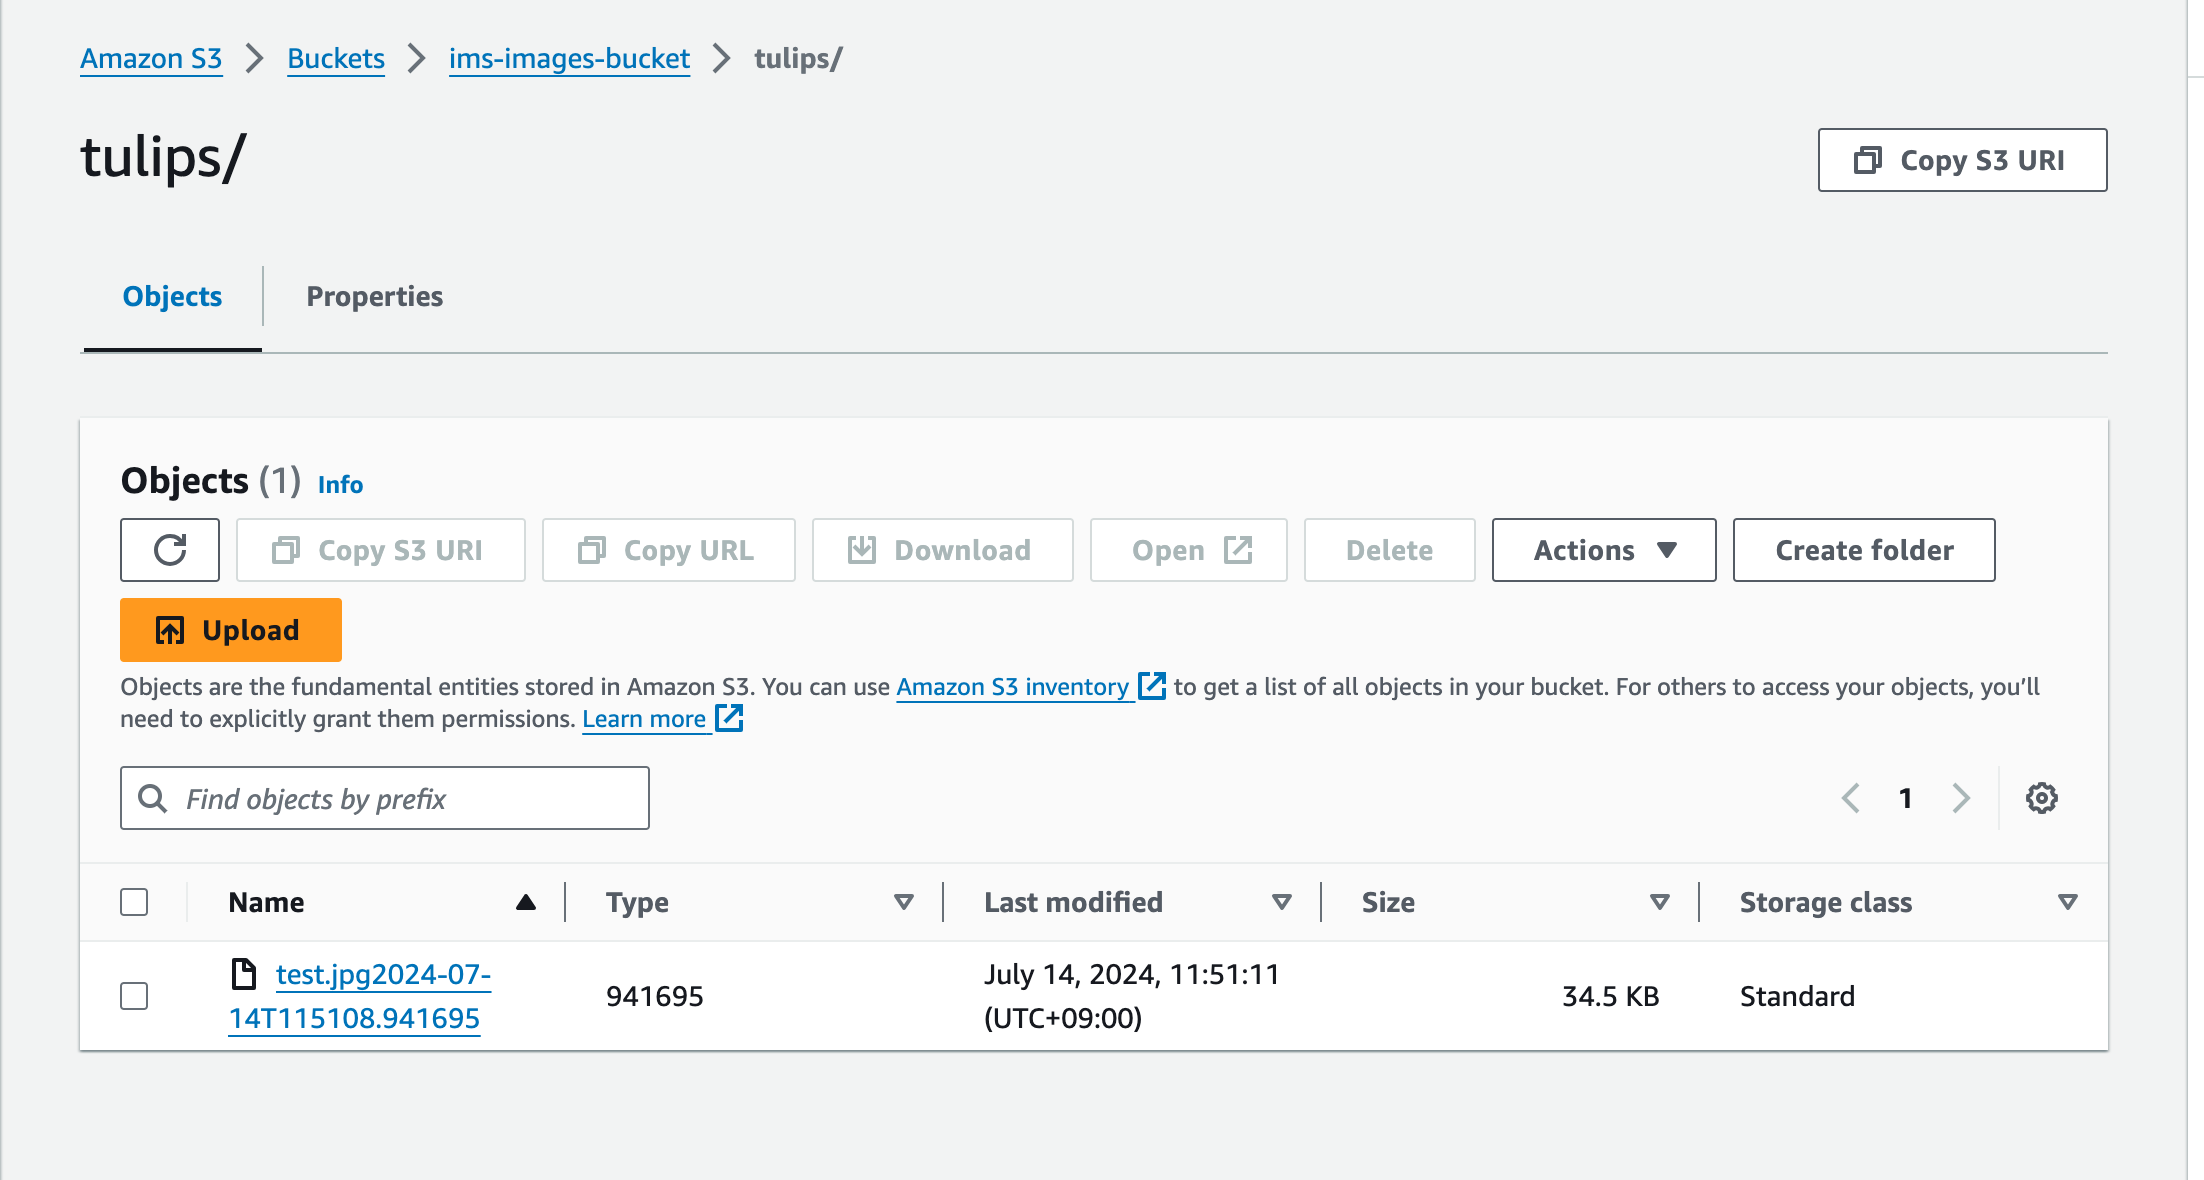 Amazon S3 > Buckets > ims-images-bucket > tulips/
tulips/
Copy S3 URI
Objects Properties
Objects (1) Info
Copy S3 URI Copy URL Download Open Delete Actions Create folder
Upload
Objects are the fundamental entities stored in Amazon S3. You can use Amazon S3 inventory to get a list of all objects in your bucket. For others to access your objects, you’ll
need to explicitly grant them permissions. Learn more
Find objects by prefix
1
Name Type Last modified Size Storage class
test.jpg2024-07-
14T115108.941695
941695
July 14, 2024, 11:51:11
(UTC+09:00)
34.5 KB
Standard